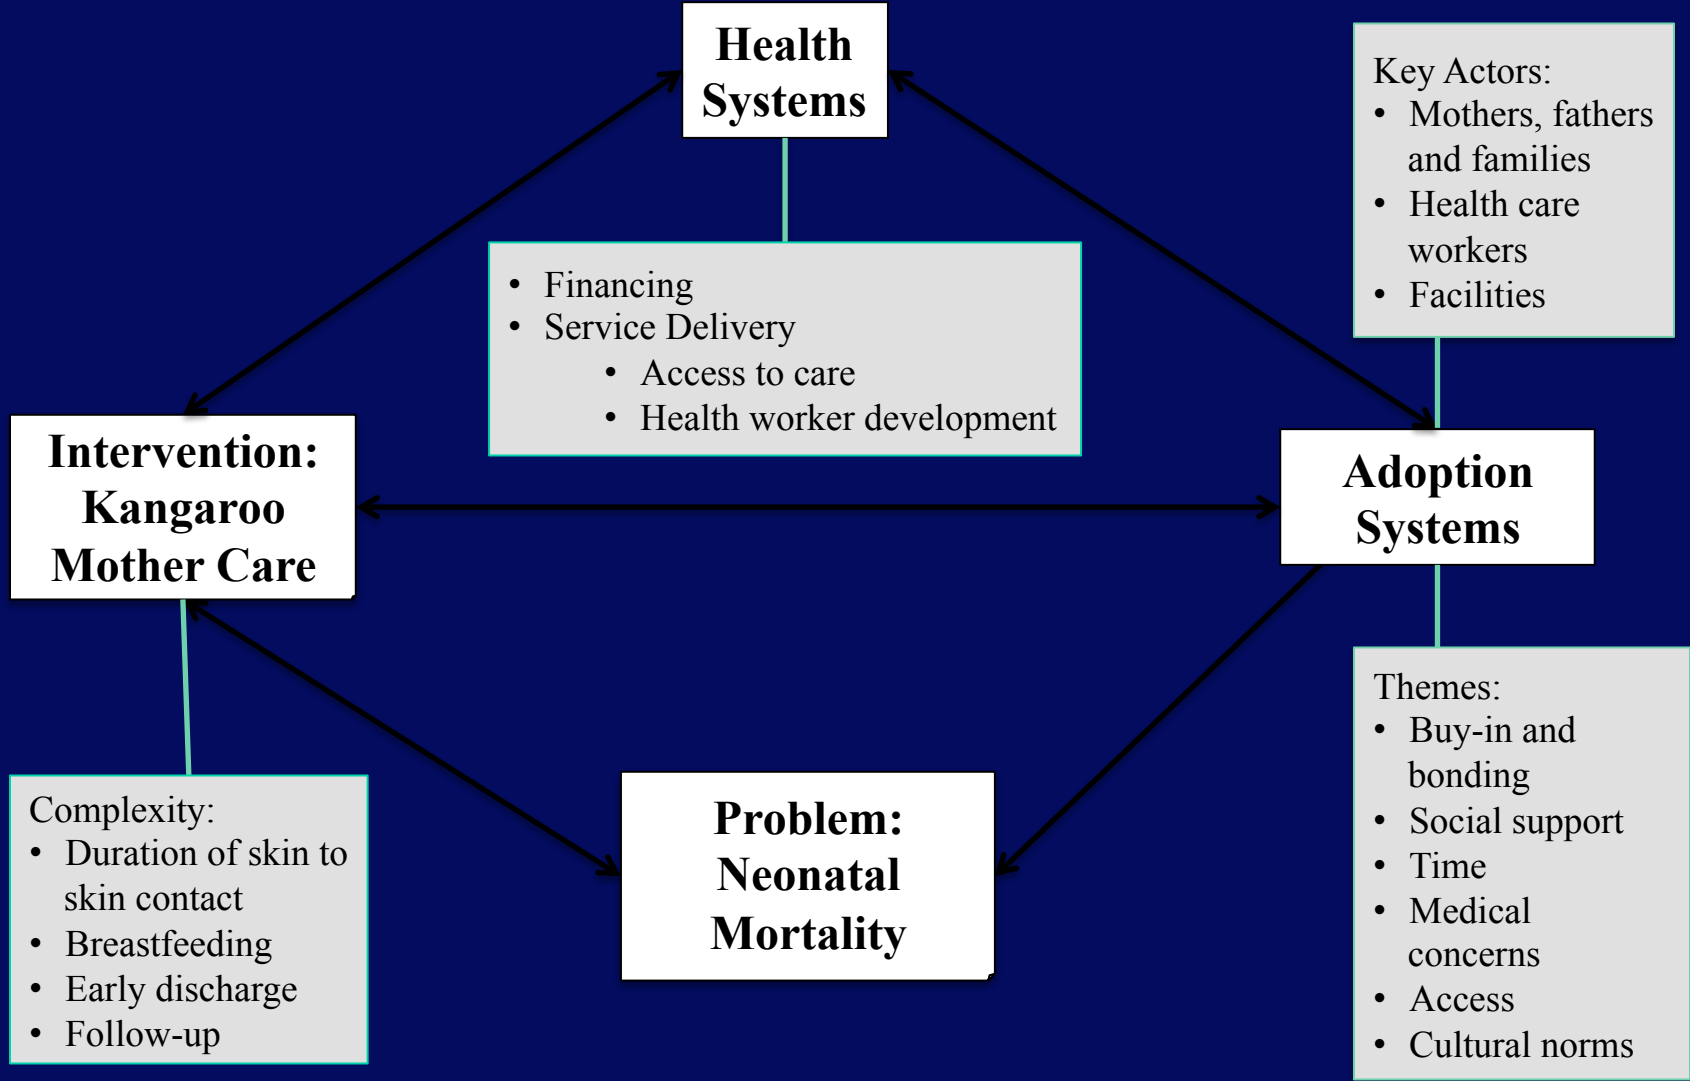 Health
Systems
Key Actors:
• Mothers, fathers
and families
• Health care
workers
• Facilities
• Financing
• Service Delivery
• Access to care
• Health worker development
Intervention:
Kangaroo
Mother Care
Adoption
Systems
Complexity:
• Duration of skin to
skin contact
• Breastfeeding
• Early discharge
• Follow-up
Problem:
Neonatal
Mortality
Themes:
• Buy-in and
bonding
• Social support
• Time
• Medical
concerns
• Access
• Cultural norms